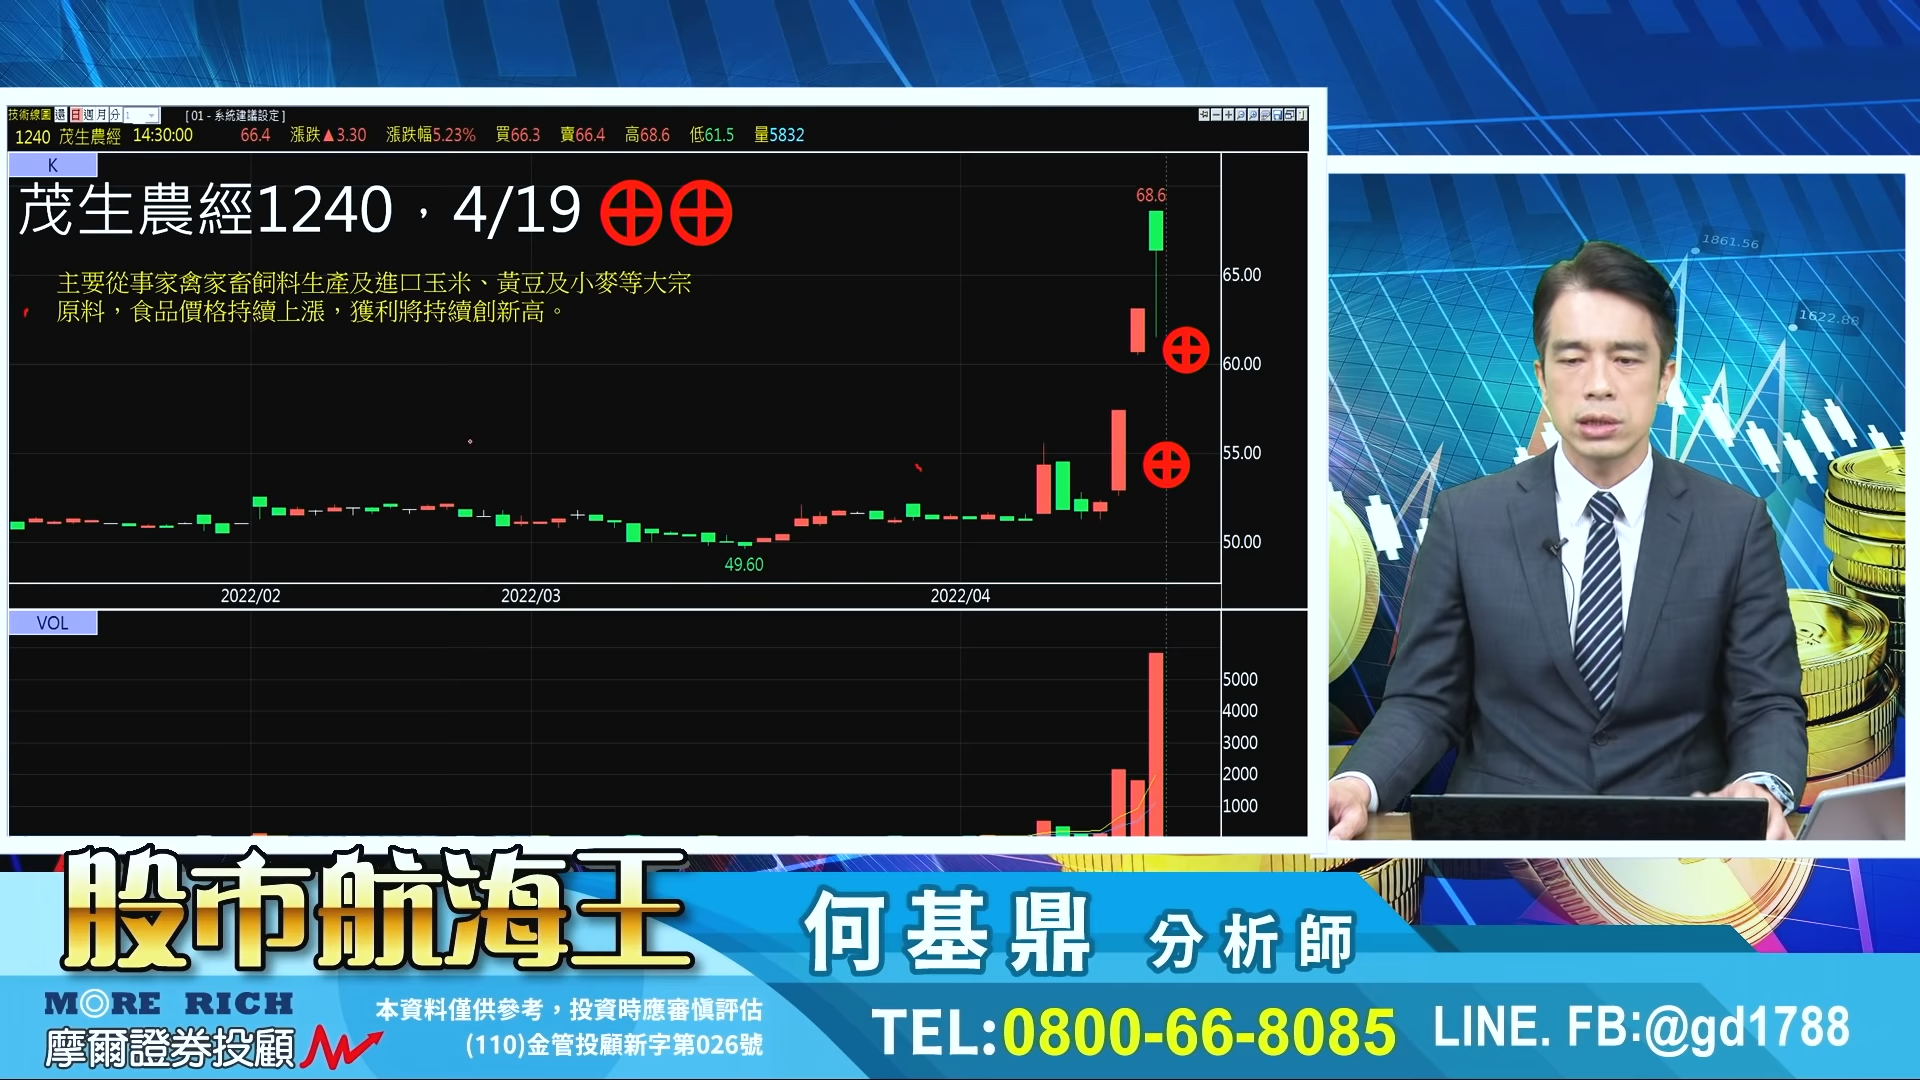 技術線圖 還 日 週 月 分 1 [ 01 - 系統建議設定 ]
1240 茂生農經 14:30:00 66.4 漲跌▲3.30 漲跌幅5.23% 買66.3 賣66.4 高68.6 低61.5 量5832
K
茂生農經1240，4/19
主要從事家禽家畜飼料生產及進口玉米、黃豆及小麥等大宗
原料，食品價格持續上漲，獲利將持續創新高。
68.6
65.00
60.00
55.00
50.00
49.60
2022/02 2022/03 2022/04
VOL
5000
4000
3000
2000
1000
1861.56
1622.88
股市航海王
何基鼎 分析師
MORE RICH
摩爾證券投顧
本資料僅供參考，投資時應審慎評估
(110)金管投顧新字第026號
TEL:0800-66-8085
LINE. FB:@gd1788